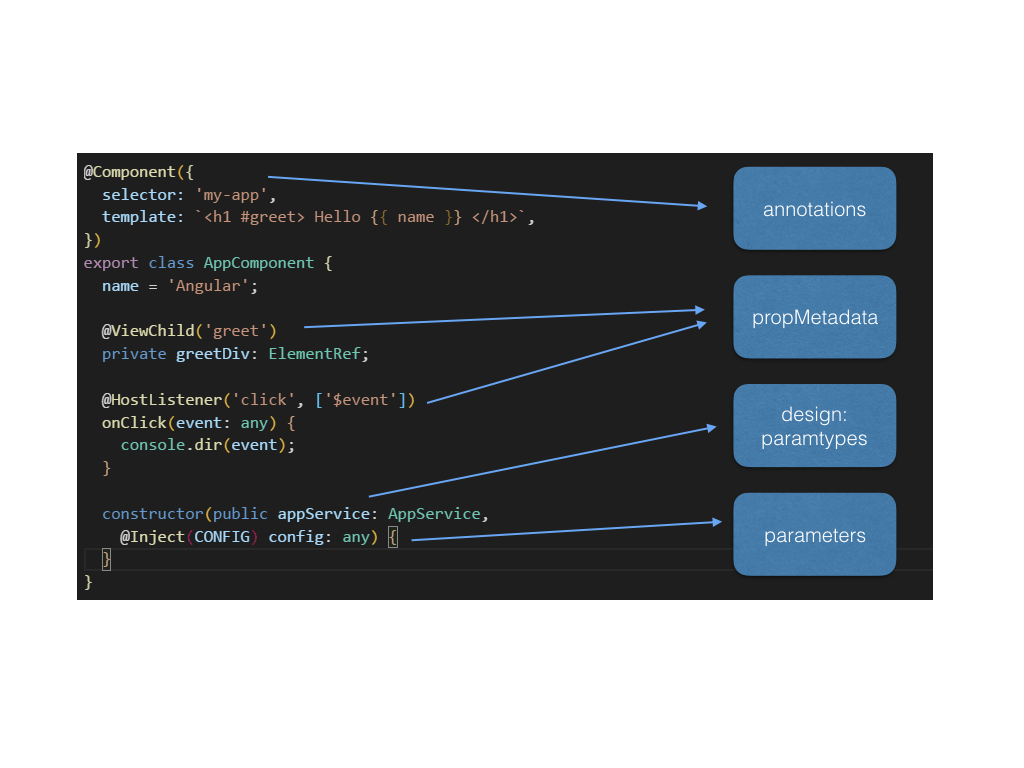 @Component({
  selector: 'my-app',
  template: `<h1 #greet> Hello {{ name }} </h1>`,
})
export class AppComponent {
  name = 'Angular';
  @ViewChild('greet')
  private greetDiv: ElementRef;
  @HostListener('click', ['$event'])
  onClick(event: any) {
    console.dir(event);
  }
  constructor(public appService: AppService,
    @Inject(CONFIG) config: any) {
  }
}
annotations
propMetadata
design:
paramtypes
parameters